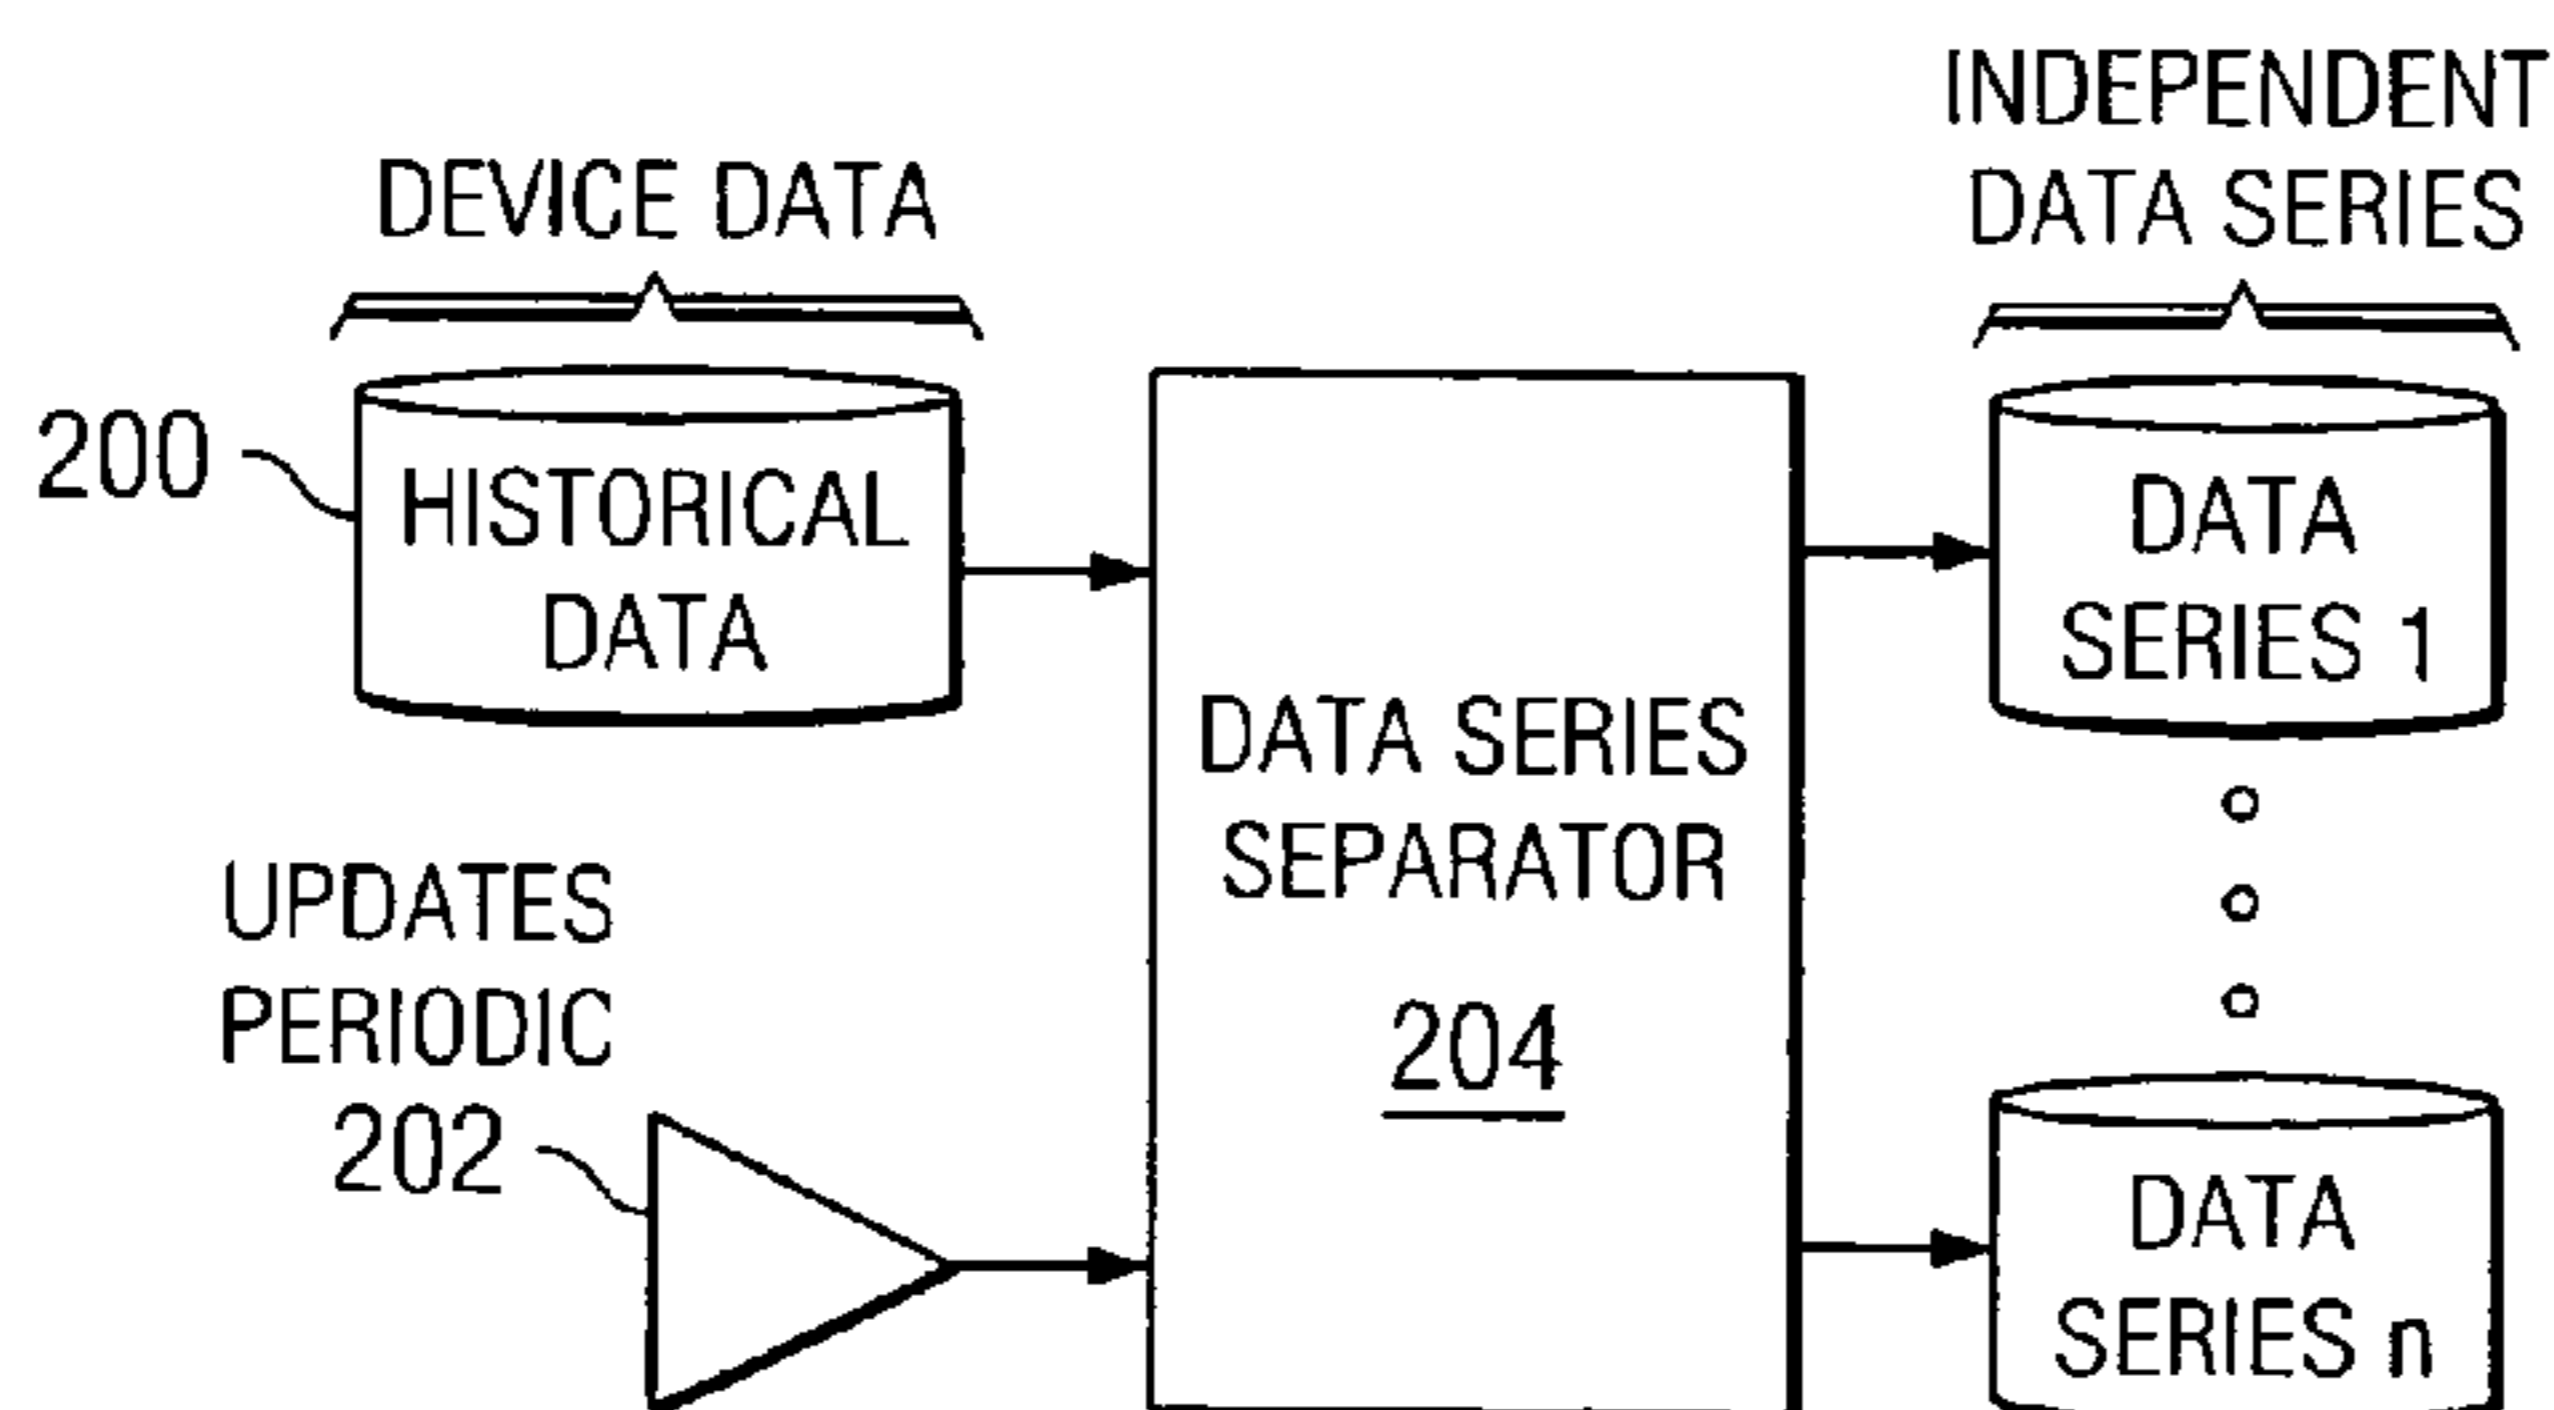 DEVICE DATA
200
HISTORICAL
DATA
UPDATES
PERIODIC
202
DATA SERIES
SEPARATOR
204
INDEPENDENT
DATA SERIES
DATA
SERIES 1
DATA
SERIES n